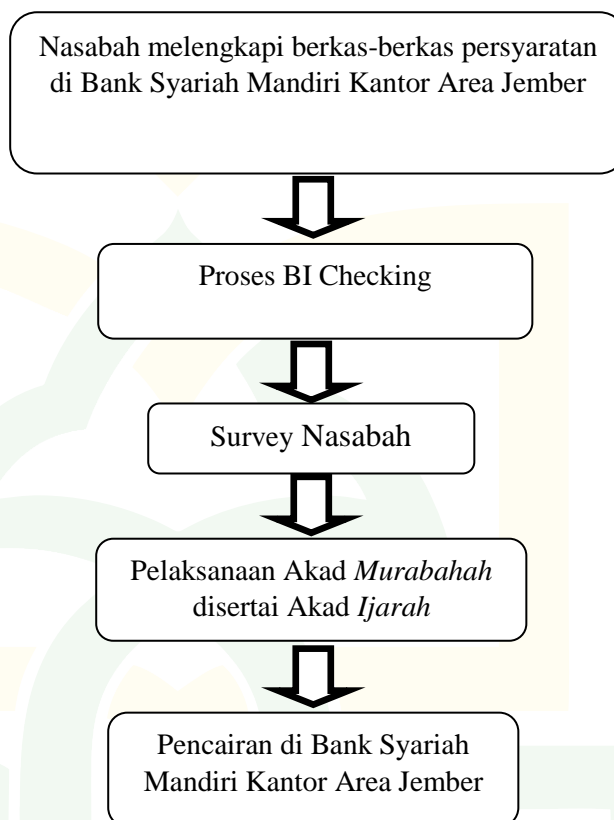 Nasabah melengkapi berkas-berkas persyaratan
di Bank Syariah Mandiri Kantor Area Jember
Proses BI Checking
Survey Nasabah
Pelaksanaan Akad Murabahah
disertai Akad Ijarah
Pencairan di Bank Syariah
Mandiri Kantor Area Jember